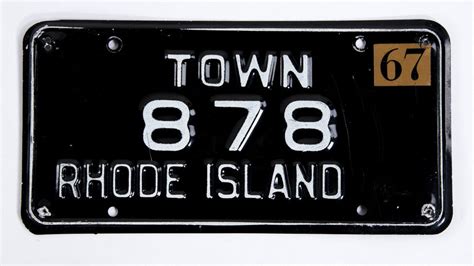 67
TOWN
878
RHODE ISLAND